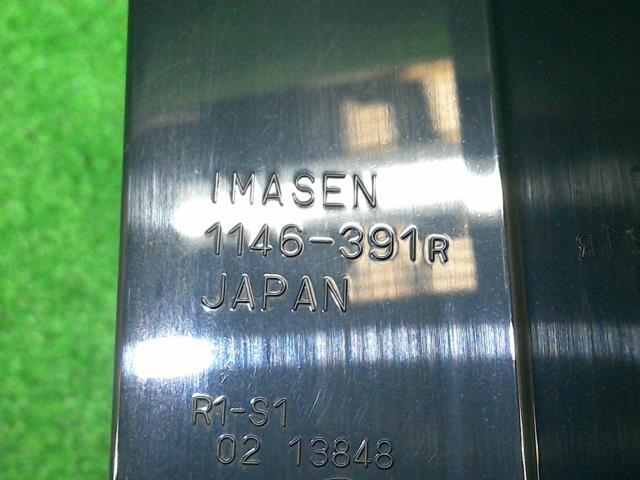 IMASEN
1146-391R
JAPAN
R1-S1
02 13848